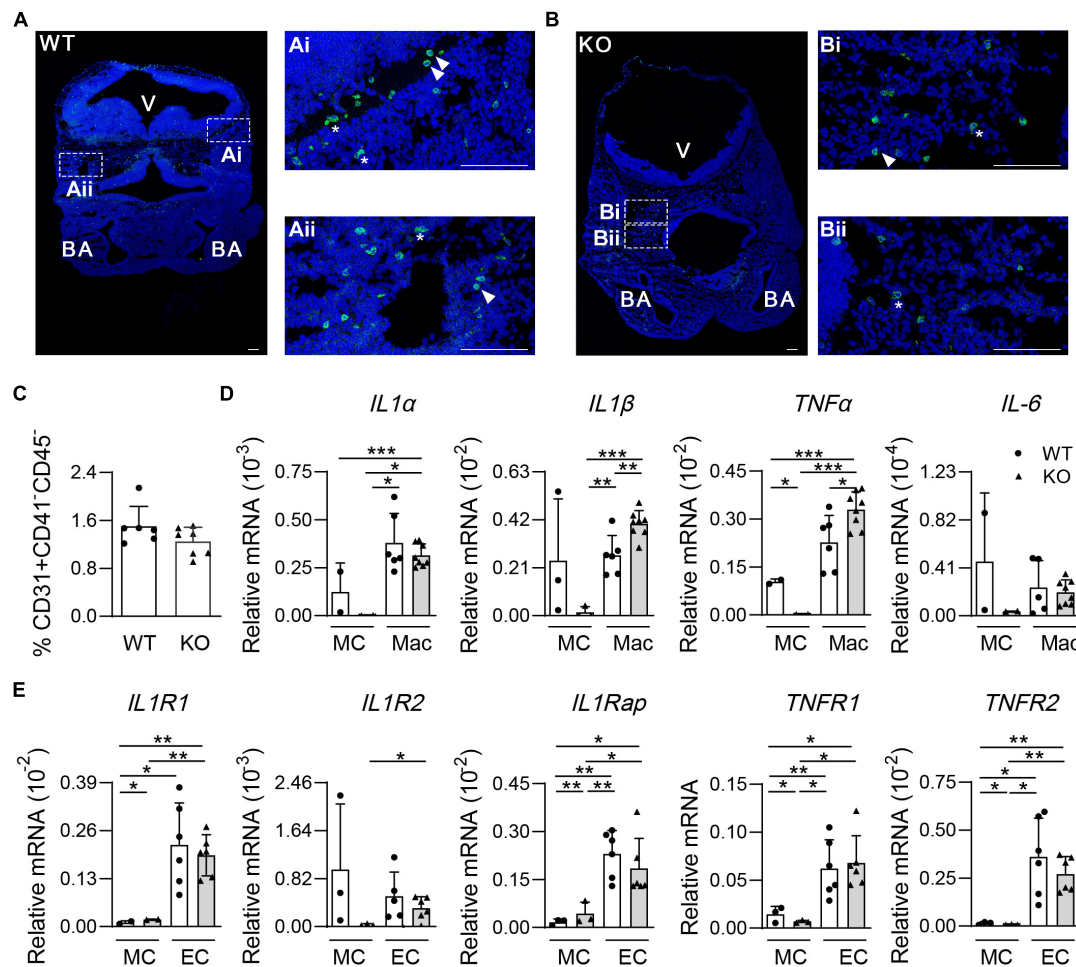 A
B
WT
Ai
KO
Bi
V
V
Ai
Aii
Bi
Bii
Aii
Bii
BA
BA
BA
BA
*
*
*
*
*
C
D
IL1α
IL1β
TNFα
IL-6
% CD31+CD41⁻CD45⁻
2.4
1.6
0.8
0.0
WT
KO
Relative mRNA (10⁻³)
0.75
0.50
0.25
0.00
***
*
*
MC
Mac
Relative mRNA (10⁻²)
0.63
0.42
0.21
0.00
***
**
**
MC
Mac
Relative mRNA (10⁻²)
0.45
0.30
0.15
0.00
***
***
*
*
MC
Mac
Relative mRNA (10⁻⁴)
1.23
0.82
0.41
0.00
WT
KO
MC
Mac
E
IL1R1
IL1R2
IL1Rap
TNFR1
TNFR2
Relative mRNA (10⁻²)
0.39
0.26
0.13
0.00
**
**
*
*
MC
EC
Relative mRNA (10⁻³)
2.46
1.64
0.82
0.00
*
MC
EC
Relative mRNA (10⁻²)
0.45
0.30
0.15
0.00
*
*
**
**
**
MC
EC
Relative mRNA
0.15
0.10
0.05
0.00
*
*
**
*
*
MC
EC
Relative mRNA (10⁻²)
0.75
0.50
0.25
0.00
**
**
*
*
*
MC
EC